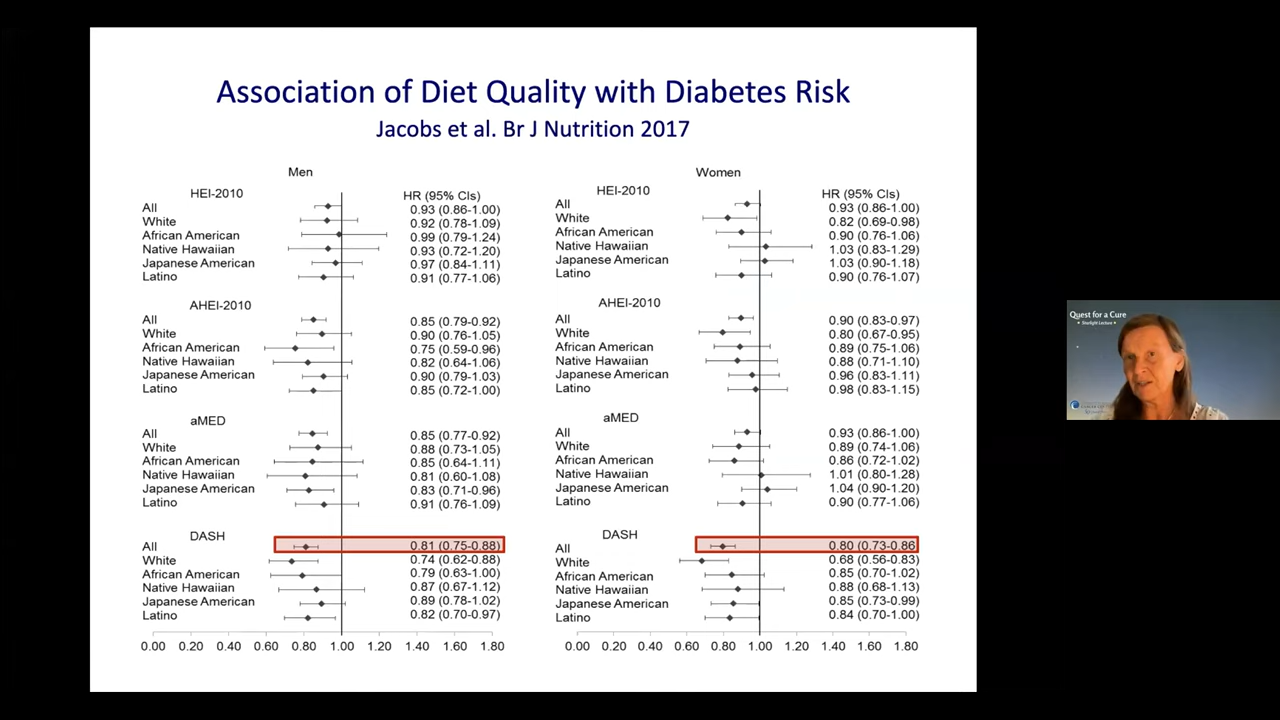 Association of Diet Quality with Diabetes Risk
Jacobs et al. Br J Nutrition 2017
Men
HEI-2010
HR (95% CIs)
All 0.93 (0.86-1.00)
White 0.92 (0.78-1.09)
African American 0.99 (0.79-1.24)
Native Hawaiian 0.93 (0.72-1.20)
Japanese American 0.97 (0.84-1.11)
Latino 0.91 (0.77-1.06)
AHEI-2010
All 0.85 (0.79-0.92)
White 0.90 (0.76-1.05)
African American 0.75 (0.59-0.96)
Native Hawaiian 0.82 (0.64-1.06)
Japanese American 0.90 (0.79-1.03)
Latino 0.85 (0.72-1.00)
aMED
All 0.85 (0.77-0.92)
White 0.88 (0.73-1.05)
African American 0.85 (0.64-1.11)
Native Hawaiian 0.81 (0.60-1.08)
Japanese American 0.83 (0.71-0.96)
Latino 0.91 (0.76-1.09)
DASH
All 0.81 (0.75-0.88)
White 0.74 (0.62-0.88)
African American 0.79 (0.63-1.00)
Native Hawaiian 0.87 (0.67-1.12)
Japanese American 0.89 (0.78-1.02)
Latino 0.82 (0.70-0.97)
0.00 0.20 0.40 0.60 0.80 1.00 1.20 1.40 1.60 1.80
Women
HEI-2010
HR (95% CIs)
All 0.93 (0.86-1.00)
White 0.82 (0.69-0.98)
African American 0.90 (0.76-1.06)
Native Hawaiian 1.03 (0.83-1.29)
Japanese American 1.03 (0.90-1.18)
Latino 0.90 (0.76-1.07)
AHEI-2010
All 0.90 (0.83-0.97)
White 0.80 (0.67-0.95)
African American 0.89 (0.75-1.06)
Native Hawaiian 0.88 (0.71-1.10)
Japanese American 0.96 (0.83-1.11)
Latino 0.98 (0.83-1.15)
aMED
All 0.93 (0.86-1.00)
White 0.89 (0.74-1.06)
African American 0.86 (0.72-1.02)
Native Hawaiian 1.01 (0.80-1.28)
Japanese American 1.04 (0.90-1.20)
Latino 0.90 (0.77-1.06)
DASH
All 0.80 (0.73-0.86
White 0.68 (0.56-0.83)
African American 0.85 (0.70-1.02)
Native Hawaiian 0.88 (0.68-1.13)
Japanese American 0.85 (0.73-0.99)
Latino 0.84 (0.70-1.00)
0.00 0.20 0.40 0.60 0.80 1.00 1.20 1.40 1.60 1.80
Quest for a Cure
• Starlight Lecture •